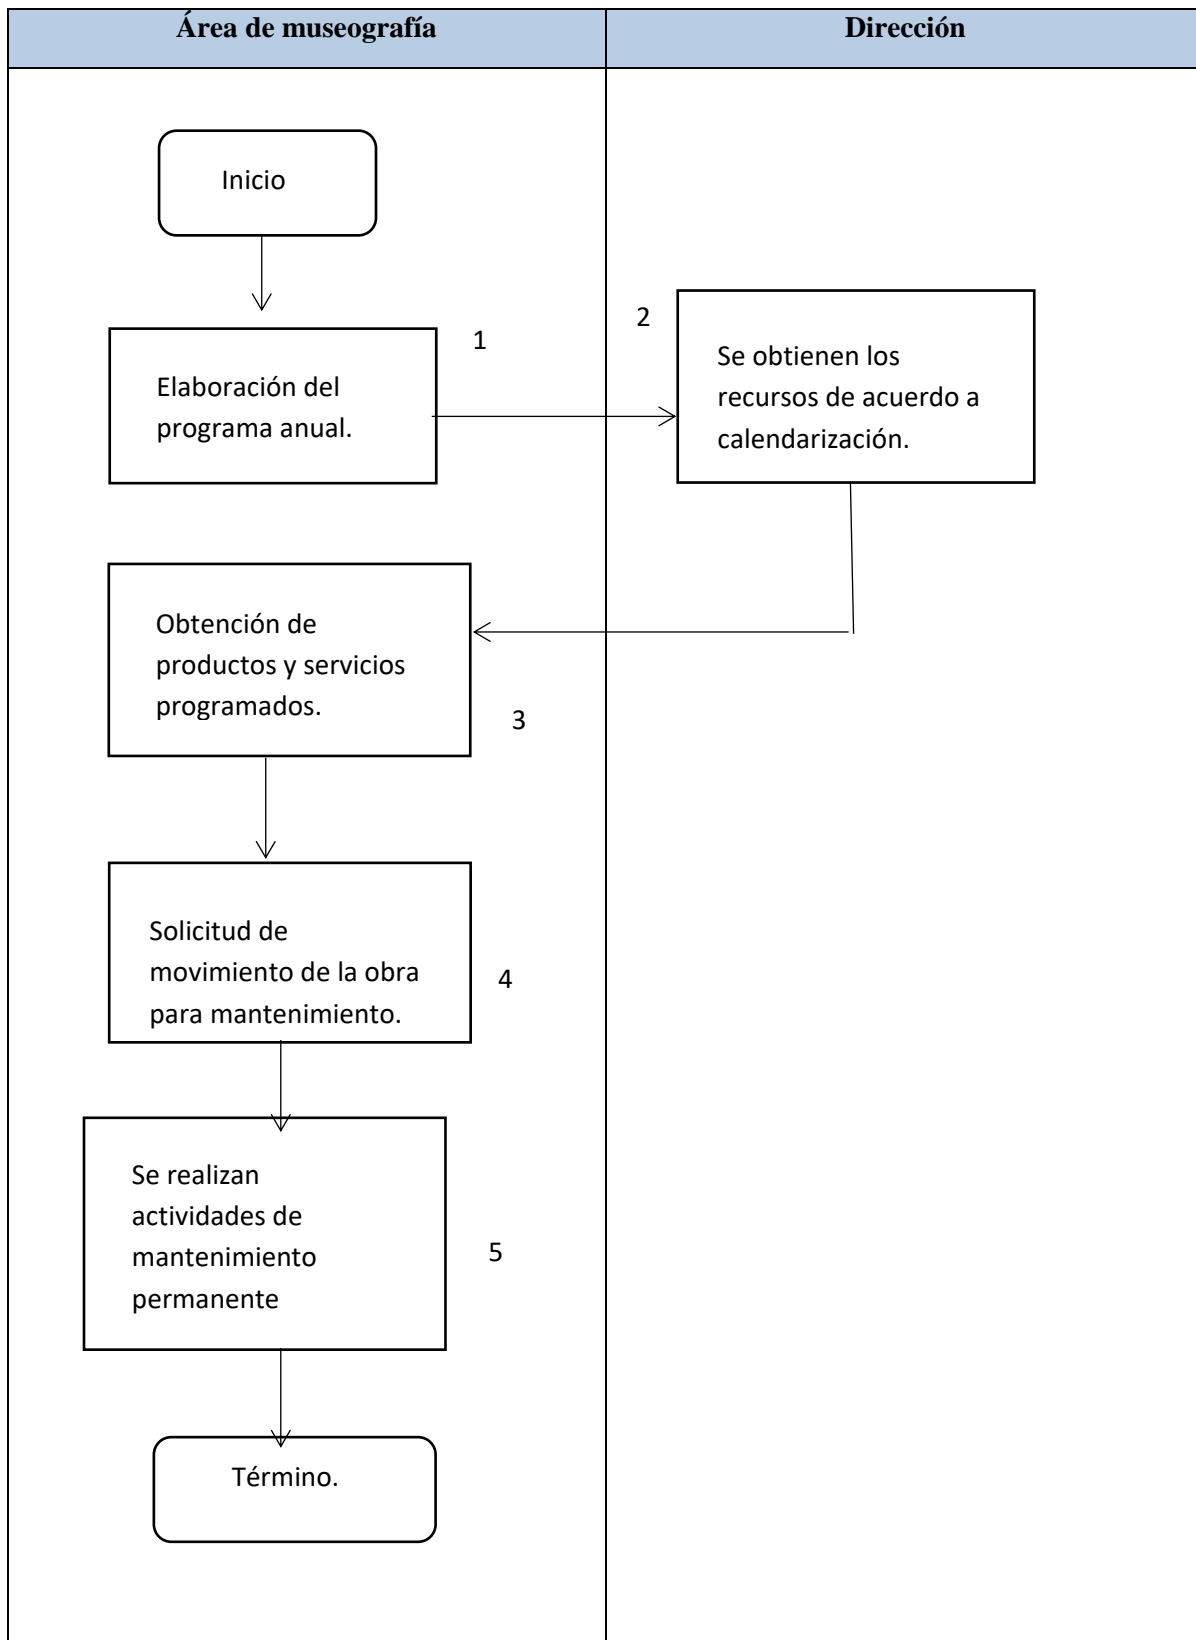 Área de museografía
Dirección
Inicio
1
Elaboración del
programa anual.
2
Se obtienen los
recursos de acuerdo a
calendarización.
Obtención de
productos y servicios
programados.
3
Solicitud de
movimiento de la obra
para mantenimiento.
4
Se realizan
actividades de
mantenimiento
permanente
5
Término.